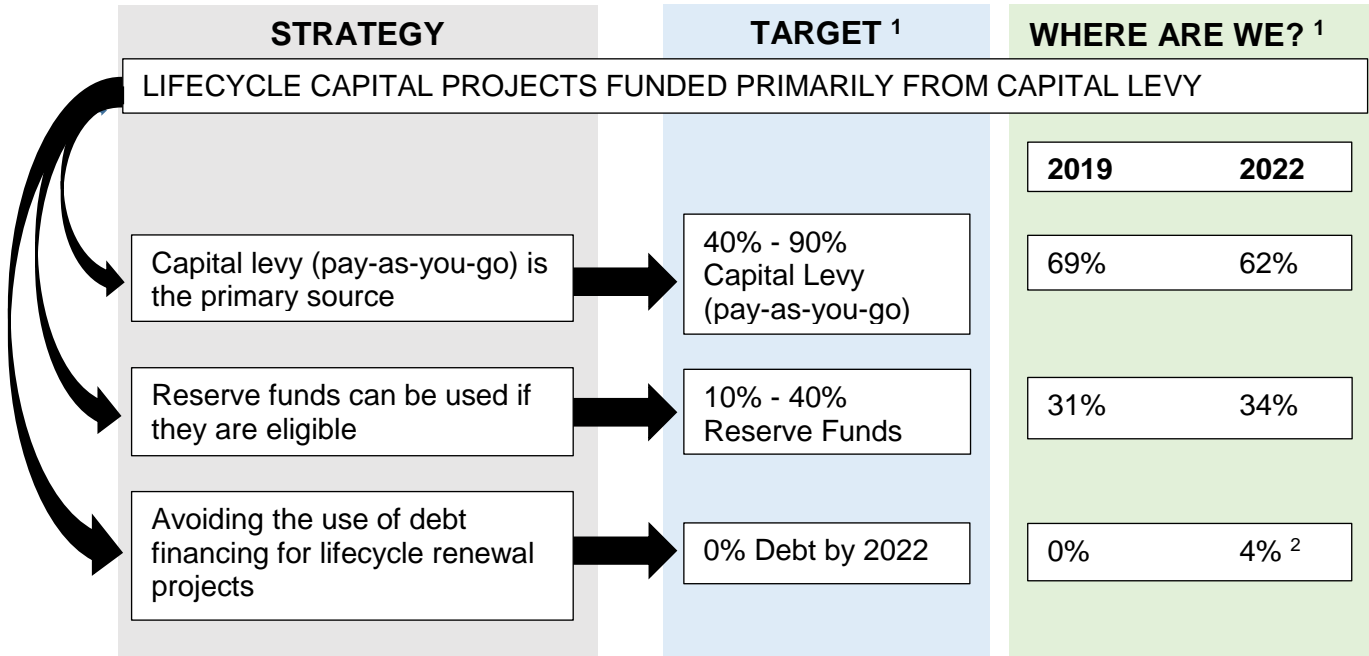 STRATEGY TARGET 1 WHERE ARE WE? 1
LIFECYCLE CAPITAL PROJECTS FUNDED PRIMARILY FROM CAPITAL LEVY
2019 2022
Capital levy (pay-as-you-go) is
the primary source
40% - 90%
Capital Levy
(pay-as-you-go)
69% 62%
Reserve funds can be used if
they are eligible
10% - 40%
Reserve Funds
31% 34%
Avoiding the use of debt
financing for lifecycle renewal
projects
0% Debt by 2022
0% 4% 2